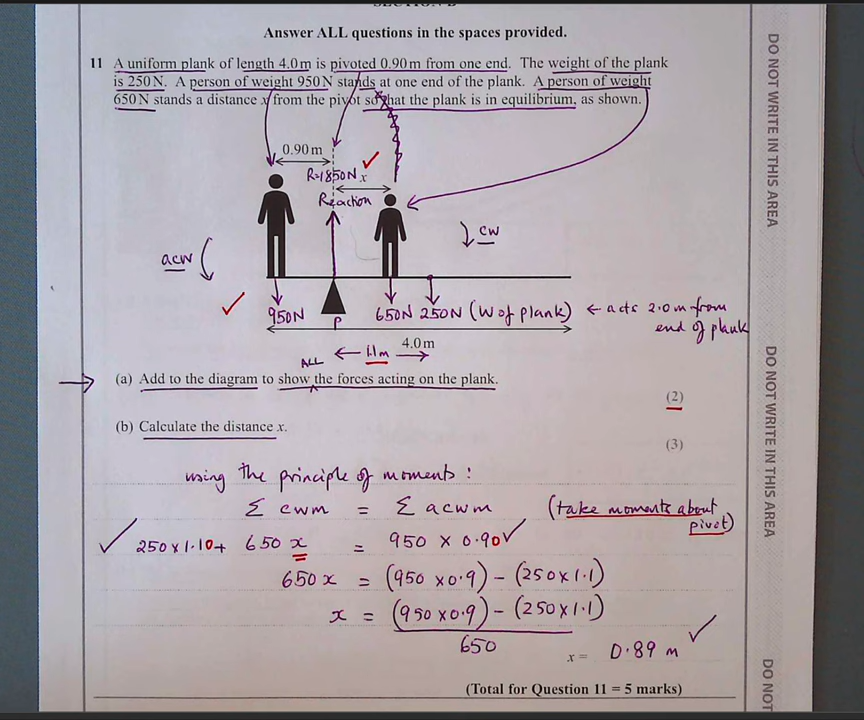 Answer ALL questions in the spaces provided.
11 A uniform plank of length 4.0 m is pivoted 0.90 m from one end. The weight of the plank
is 250 N. A person of weight 950 N stands at one end of the plank. A person of weight
650 N stands a distance x from the pivot so that the plank is in equilibrium, as shown.
0.90 m
R=1850N x
Reaction
acw
cw
950N
P
650N 250N (W of plank) ← acts 2.0m from
end of plank
4.0 m
1.1m
ALL
(a) Add to the diagram to show the forces acting on the plank.
(2)
(b) Calculate the distance x.
(3)
using the principle of moments :
Σ cwm = Σ acwm (take moments about
pivot)
250 x 1.10 + 650 x = 950 x 0.90
650 x = (950 x 0.9) - (250 x 1.1)
x = (950 x 0.9) - (250 x 1.1)
650
x = 0.89 m
(Total for Question 11 = 5 marks)
DO NOT WRITE IN THIS AREA
DO NOT WRITE IN THIS AREA
DO NOT